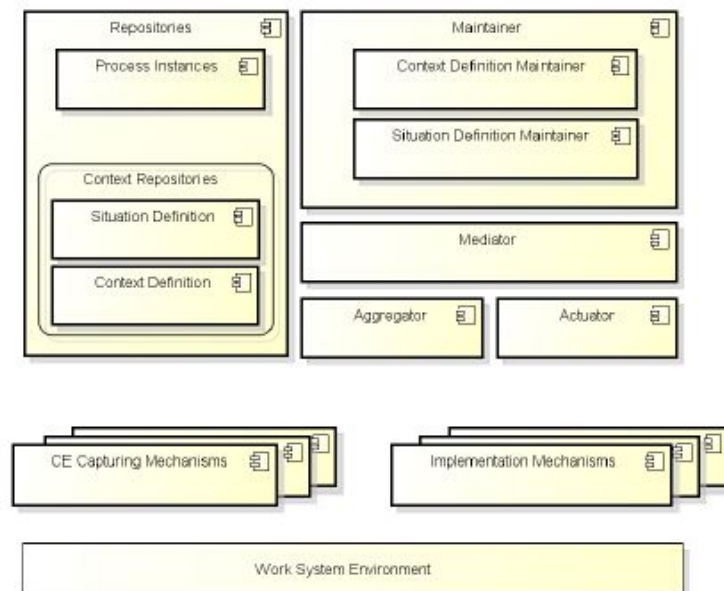 Repositories
Process Instances
Context Repositories
Situation Definition
Context Definition
Maintainer
Context Definition Maintainer
Situation Definition Maintainer
Mediator
Aggregator
Actuator
CE Capturing Mechanisms
Implementation Mechanisms
Work System Environment